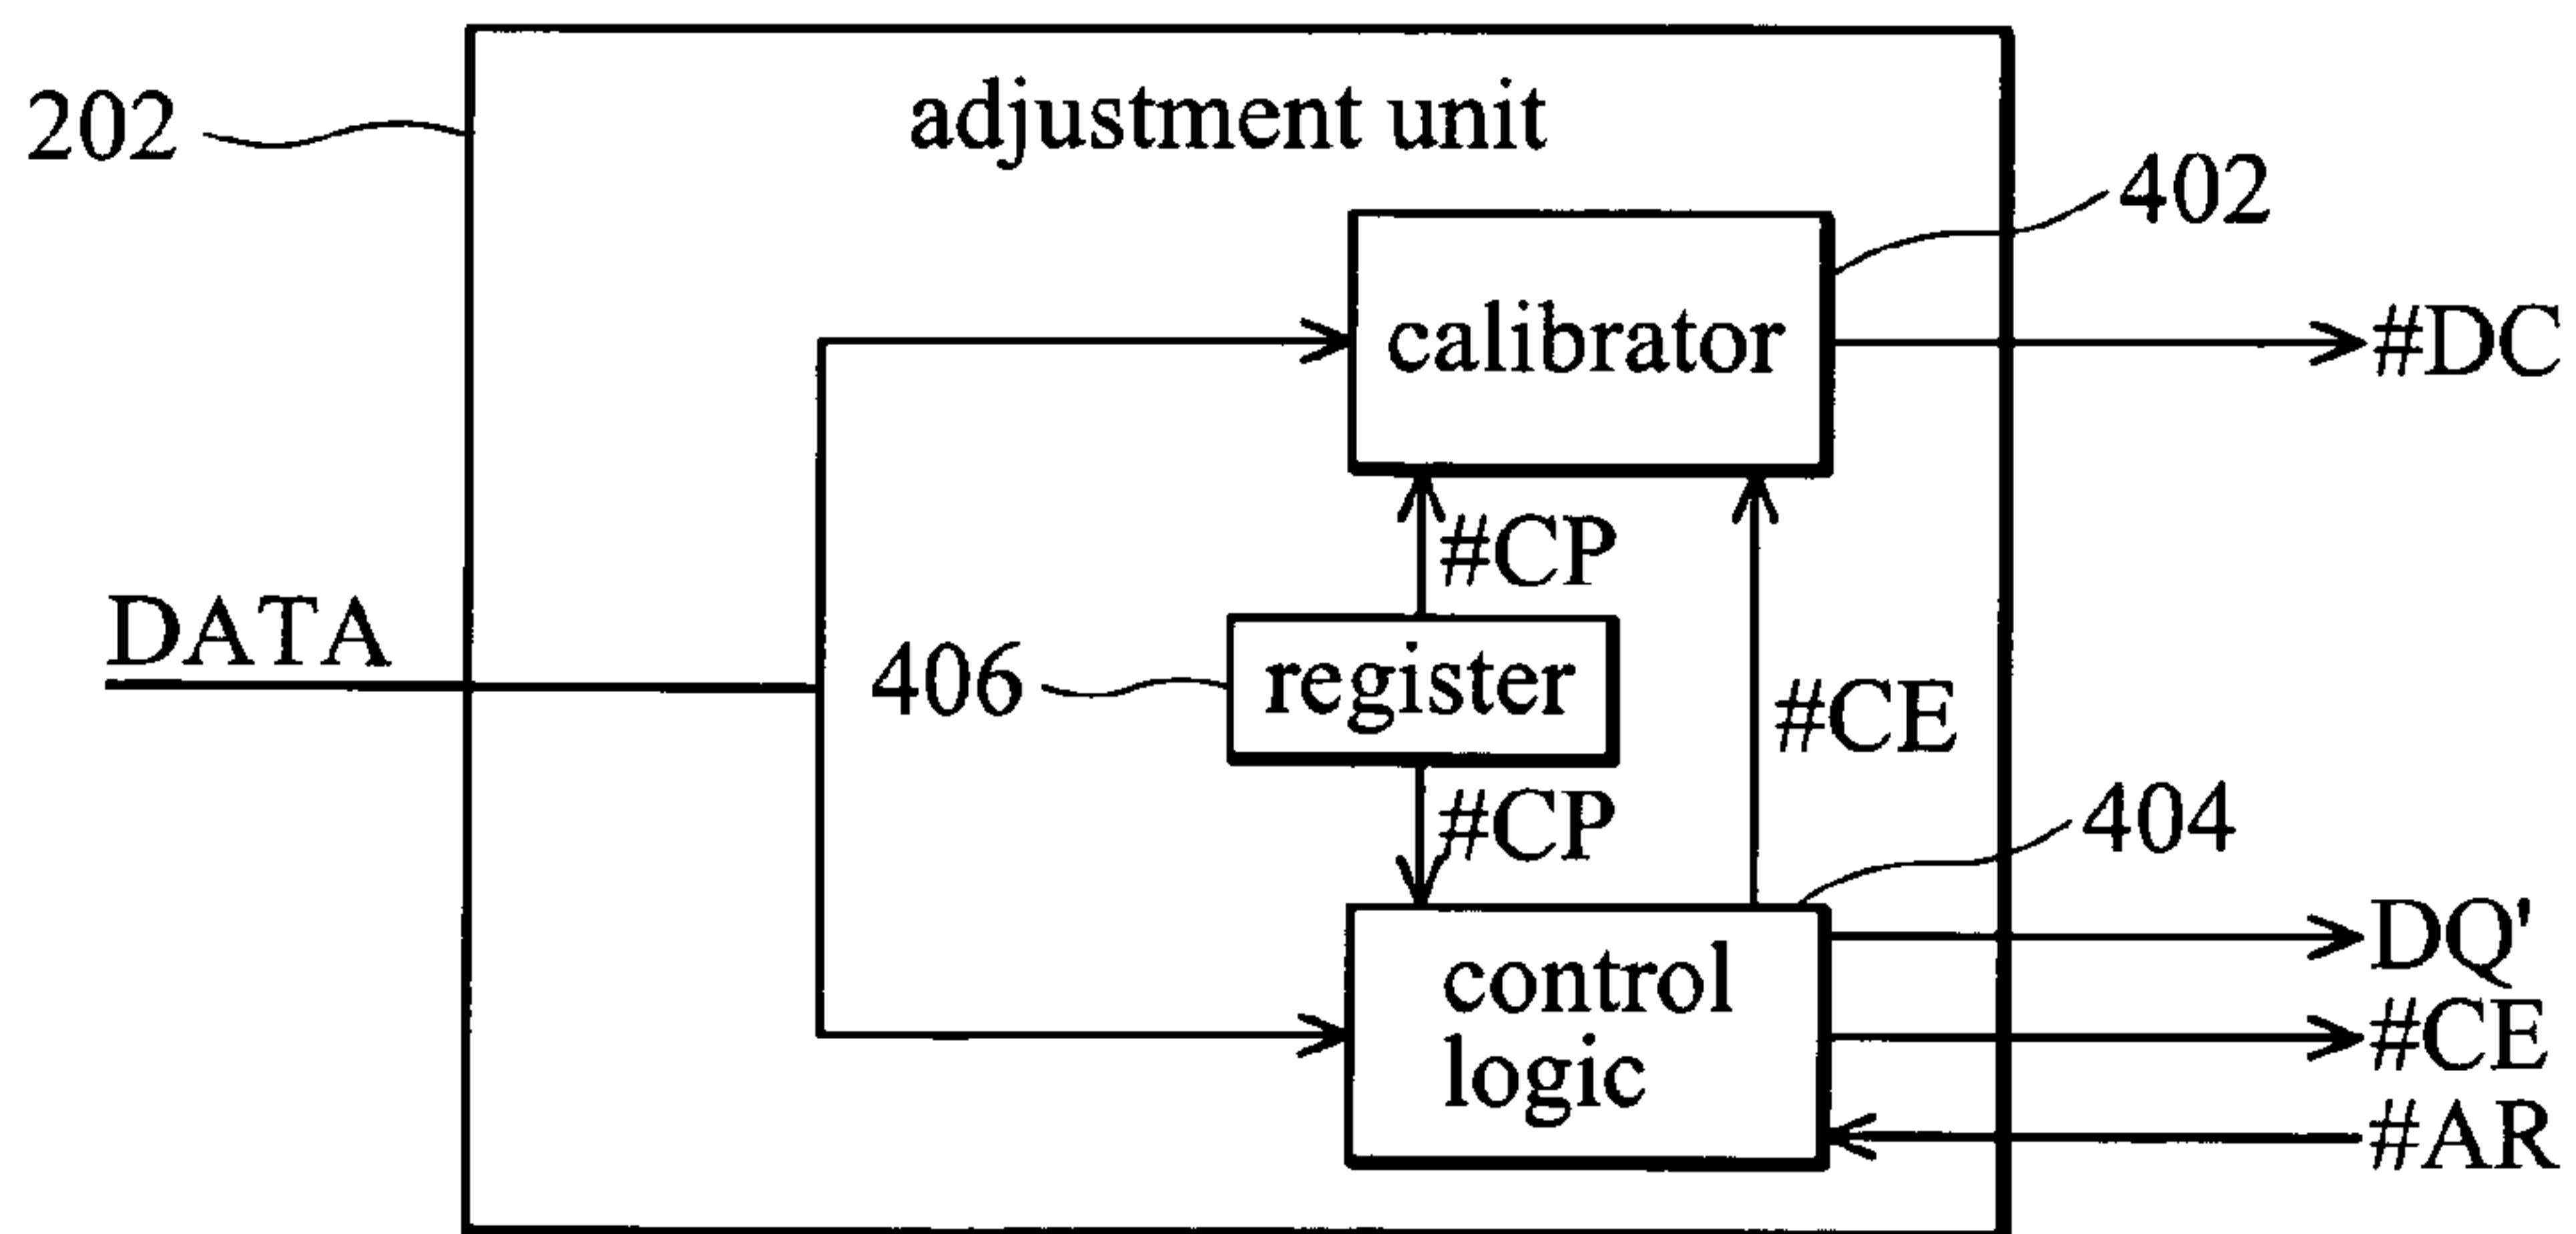 adjustment unit
202
402
calibrator
#DC
#CP
DATA
406
register
#CE
#CP
404
control
logic
DQ'
#CE
#AR